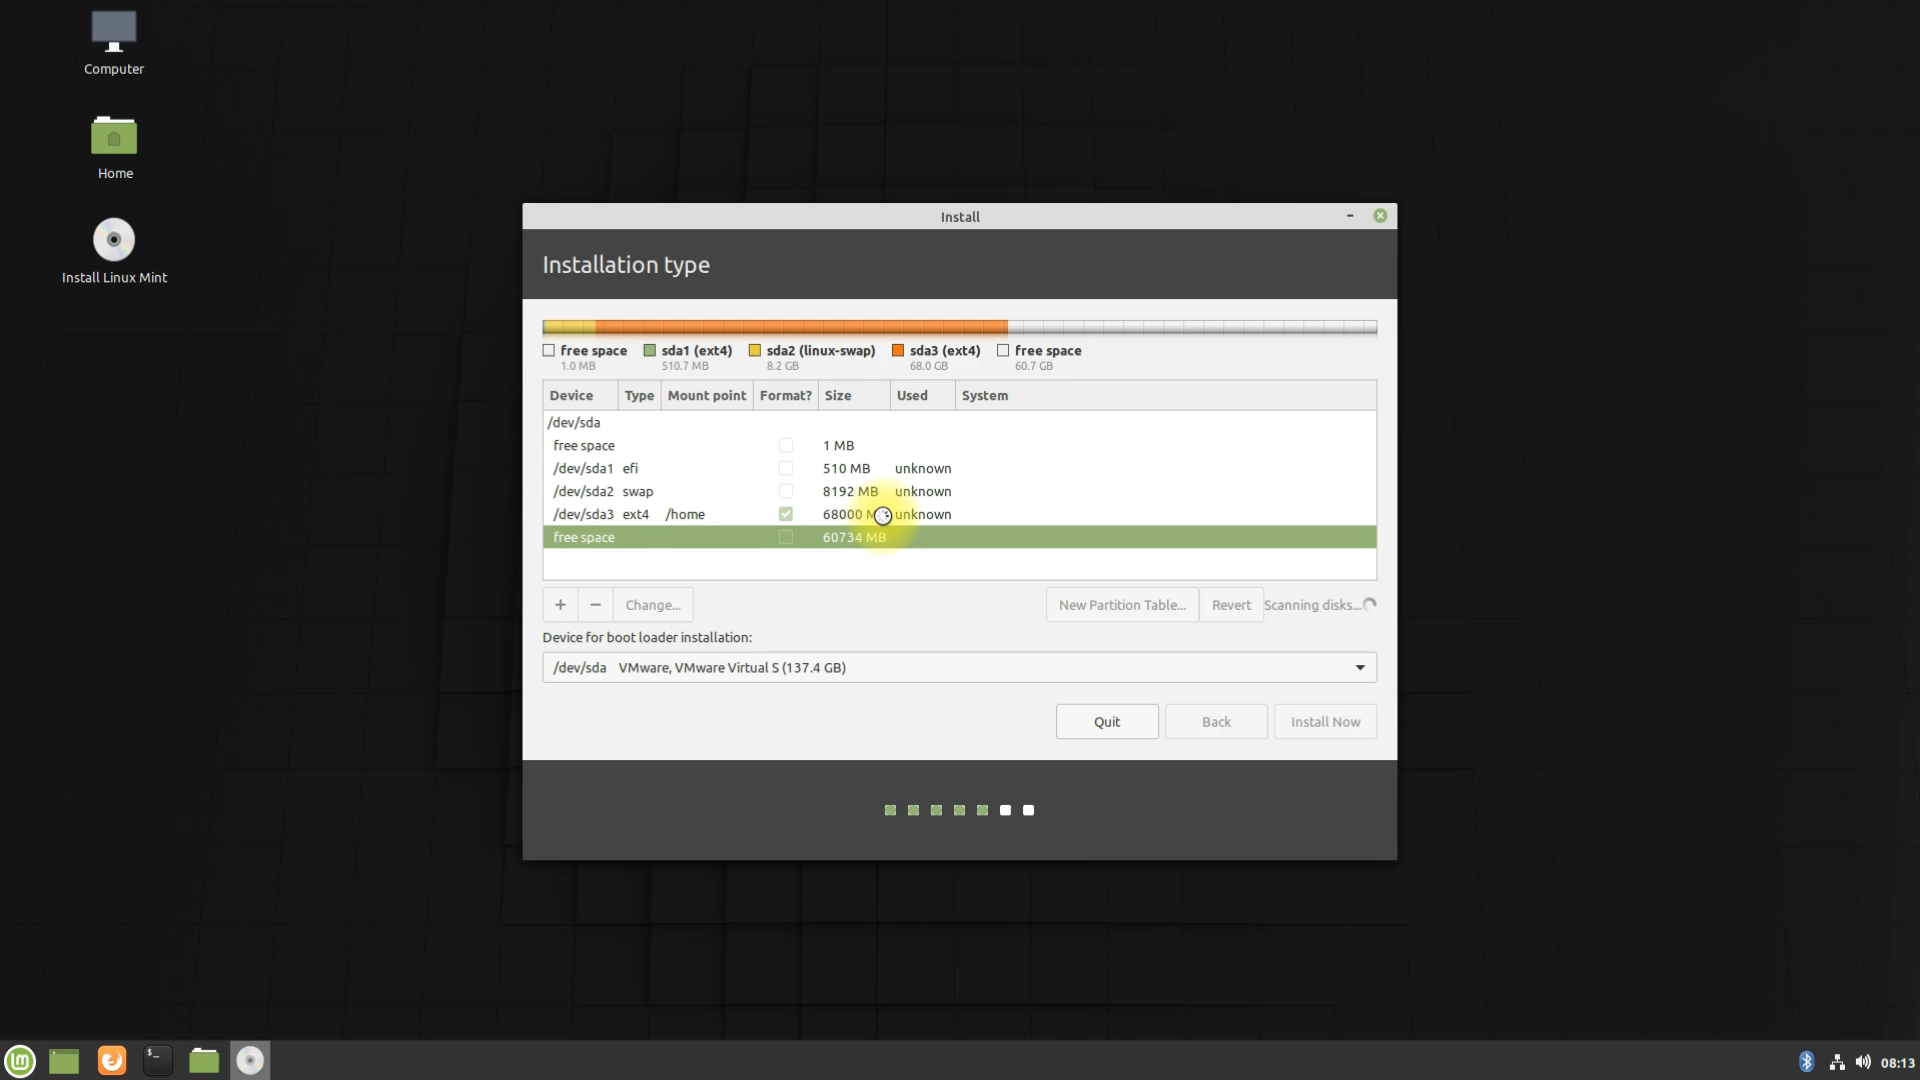 Computer
Home
Install Linux Mint
Install
Installation type
free space sda1 (ext4) sda2 (linux-swap) sda3 (ext4) free space
1.0 MB 510.7 MB 8.2 GB 68.0 GB 60.7 GB
Device Type Mount point Format? Size Used System
/dev/sda
free space 1 MB
/dev/sda1 efi 510 MB unknown
/dev/sda2 swap 8192 MB unknown
/dev/sda3 ext4 /home 68000 unknown
free space 60734 MB
+ − Change... New Partition Table... Revert Scanning disks...
Device for boot loader installation:
/dev/sda VMware, VMware Virtual S (137.4 GB)
Quit Back Install Now
08:13